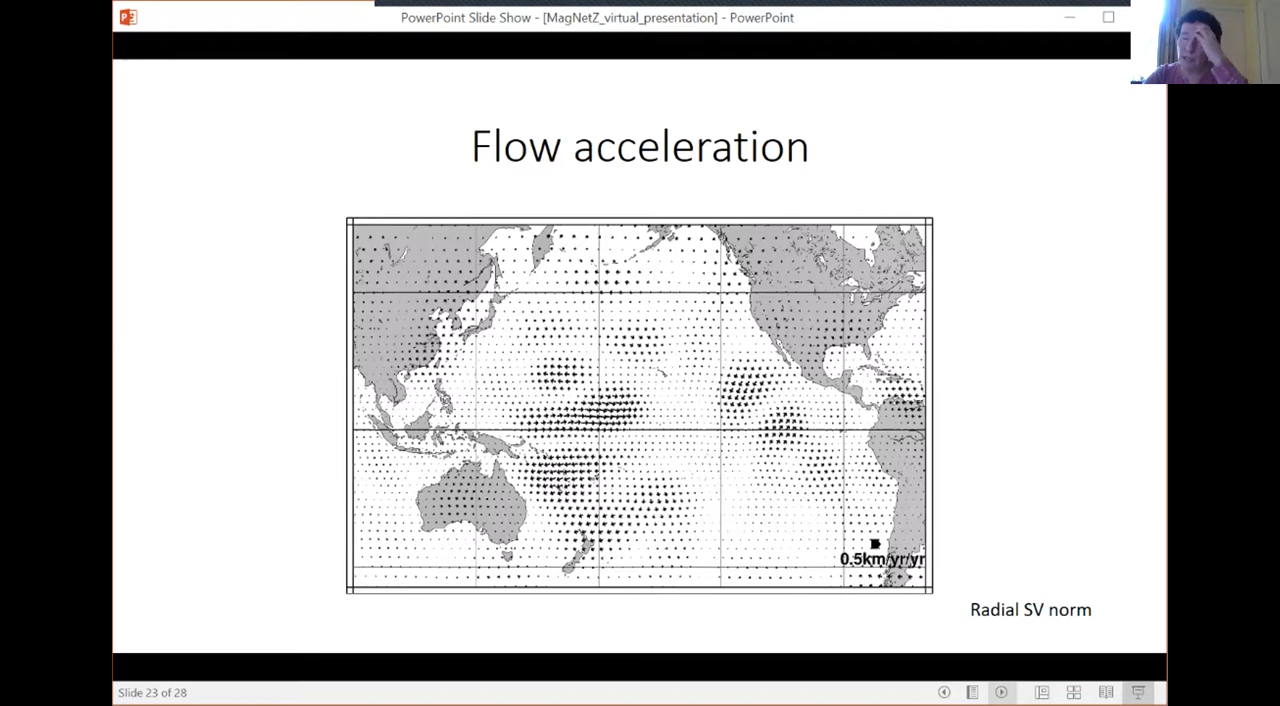 PowerPoint Slide Show - [MagNetZ_virtual_presentation] - PowerPoint
Flow acceleration
0.5km/yr/yr
Radial SV norm
Slide 23 of 28